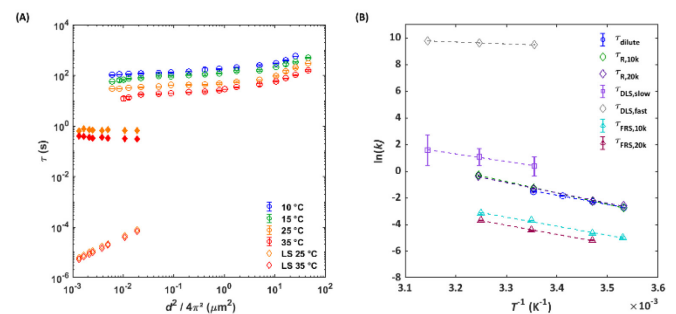 (A)
10⁶
10⁴
10²
10⁰
10⁻²
10⁻⁴
10⁻⁶
τ (s)
10 °C
15 °C
25 °C
35 °C
LS 25 °C
LS 35 °C
10⁻³ 10⁻² 10⁻¹ 10⁰ 10¹ 10²
d² / 4π² (μm²)
(B)
10
8
6
4
2
0
-2
-4
-6
-8
ln(k)
τdilute
τR,10k
τR,20k
τDLS,slow
τDLS,fast
τFRS,10k
τFRS,20k
3.1 3.2 3.3 3.4 3.5 3.6
T⁻¹ (K⁻¹)
×10⁻³